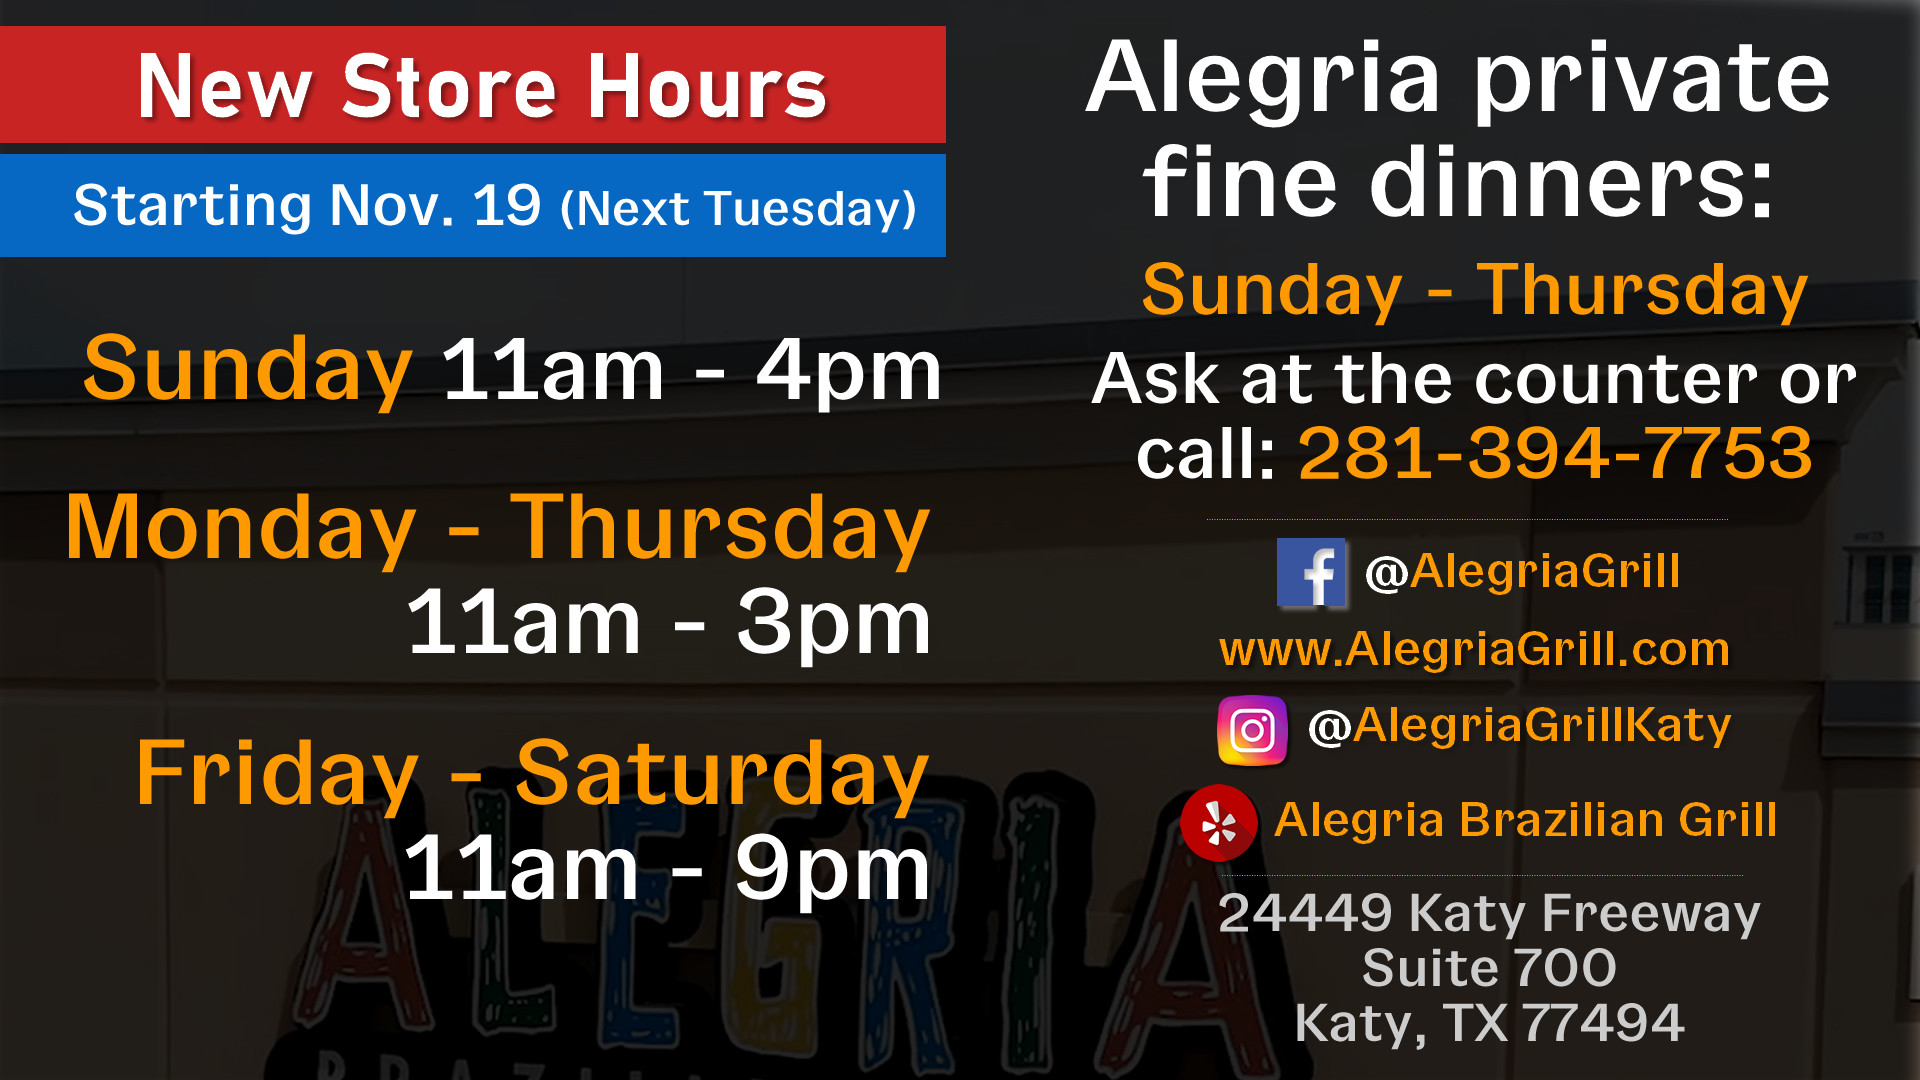 New Store Hours
Starting Nov. 19 (Next Tuesday)
Sunday 11am - 4pm
Monday - Thursday
11am - 3pm
Friday - Saturday
11am - 9pm
Alegria private
fine dinners:
Sunday - Thursday
Ask at the counter or
call: 281-394-7753
@AlegriaGrill
www.AlegriaGrill.com
@AlegriaGrillKaty
Alegria Brazilian Grill
24449 Katy Freeway
Suite 700
Katy, TX 77494
ALEGRIA